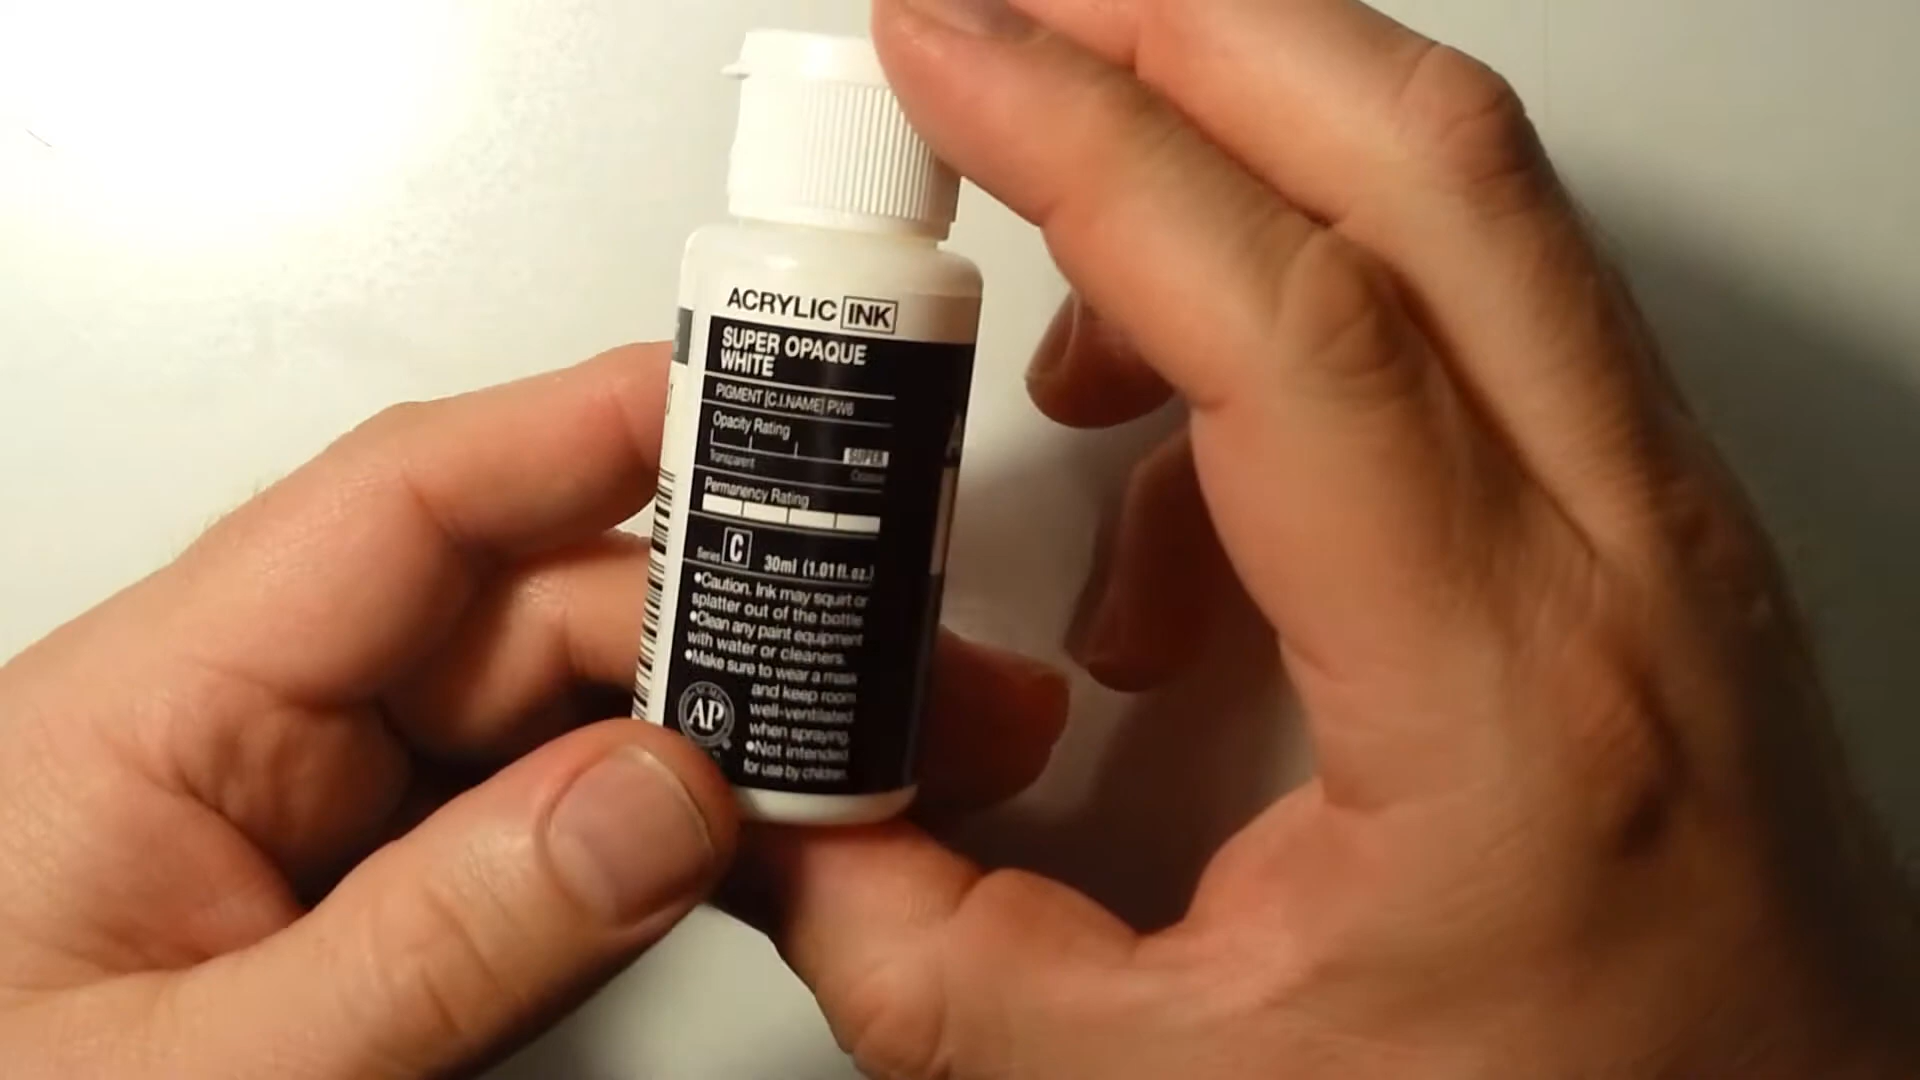 ACRYLIC INK
SUPER OPAQUE
WHITE
PIGMENT [C.I.NAME] PW6
Opacity Rating
SUPER
Transparent
Permanency Rating
Series C 30ml (1.01fl.oz.)
●Caution. Ink may squirt or
splatter out of the bottle
●Clean any paint equipment
with water or cleaners.
●Make sure to wear a mask
and keep room
well-ventilated
when spraying.
●Not intended
for use by children.
AP